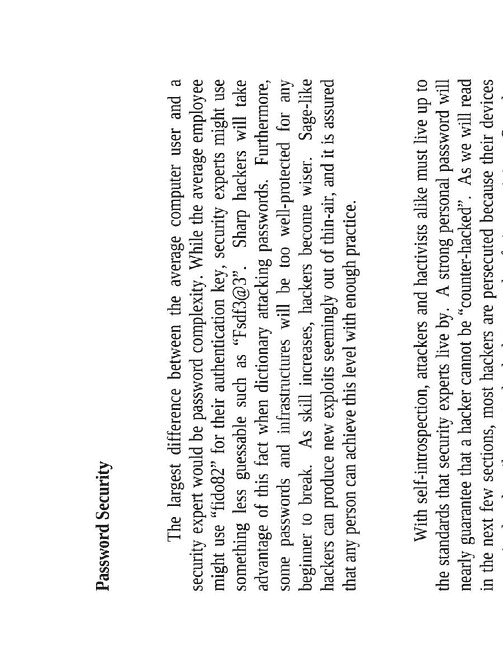 Password Security
The largest difference between the average computer user and a
security expert would be password complexity. While the average employee
might use “fido82” for their authentication key, security experts might use
something less guessable such as “Fsdf3@3”. Sharp hackers will take
advantage of this fact when dictionary attacking passwords. Furthermore,
some passwords and infrastructures will be too well-protected for any
beginner to break. As skill increases, hackers become wiser. Sage-like
hackers can produce new exploits seemingly out of thin-air, and it is assured
that any person can achieve this level with enough practice.
With self-introspection, attackers and hactivists alike must live up to
the standards that security experts live by. A strong personal password will
nearly guarantee that a hacker cannot be “counter-hacked”. As we will read
in the next few sections, most hackers are persecuted because their devices